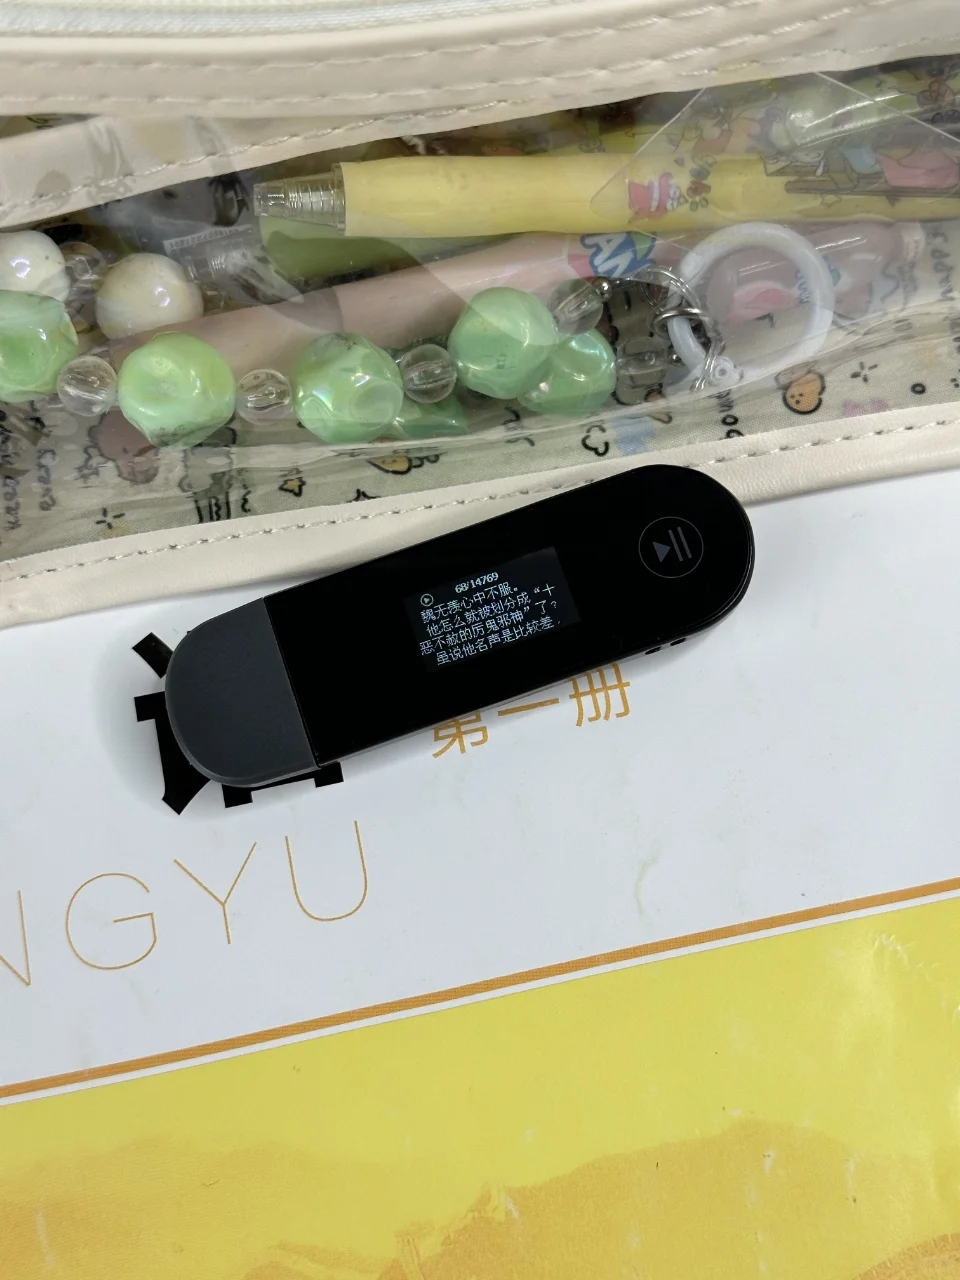 68/14769
魏无羡心中不服。
他怎么就被划分成“十
恶不赦的厉鬼邪神”了？
虽说他名声是比较差，
第一册
NGYU